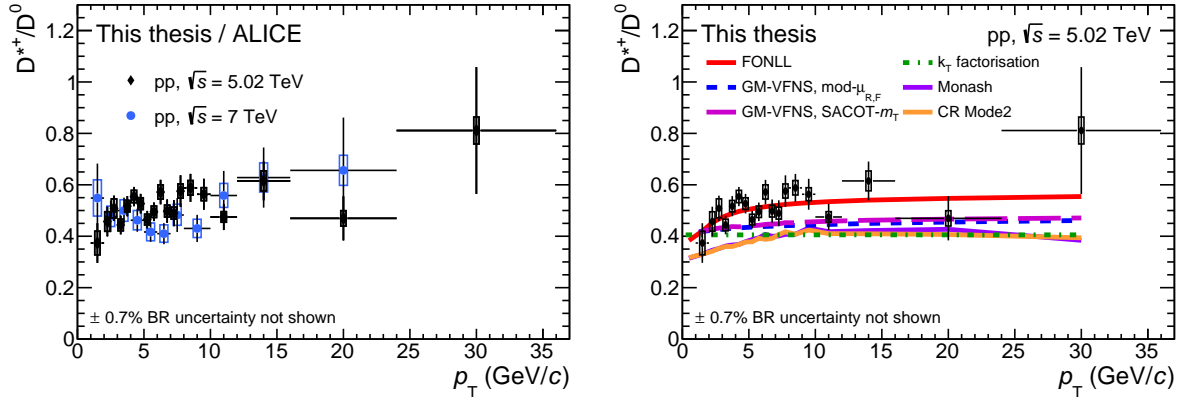 D*+/D0
This thesis / ALICE
pp, √s = 5.02 TeV
pp, √s = 7 TeV
1.2
1
0.8
0.6
0.4
0.2
0
± 0.7% BR uncertainty not shown
0 5 10 15 20 25 30 35
pT (GeV/c)
D*+/D0
This thesis
pp, √s = 5.02 TeV
FONLL
kT factorisation
GM-VFNS, mod-μR,F
Monash
GM-VFNS, SACOT-mT
CR Mode2
1.2
1
0.8
0.6
0.4
0.2
0
± 0.7% BR uncertainty not shown
0 5 10 15 20 25 30 35
pT (GeV/c)